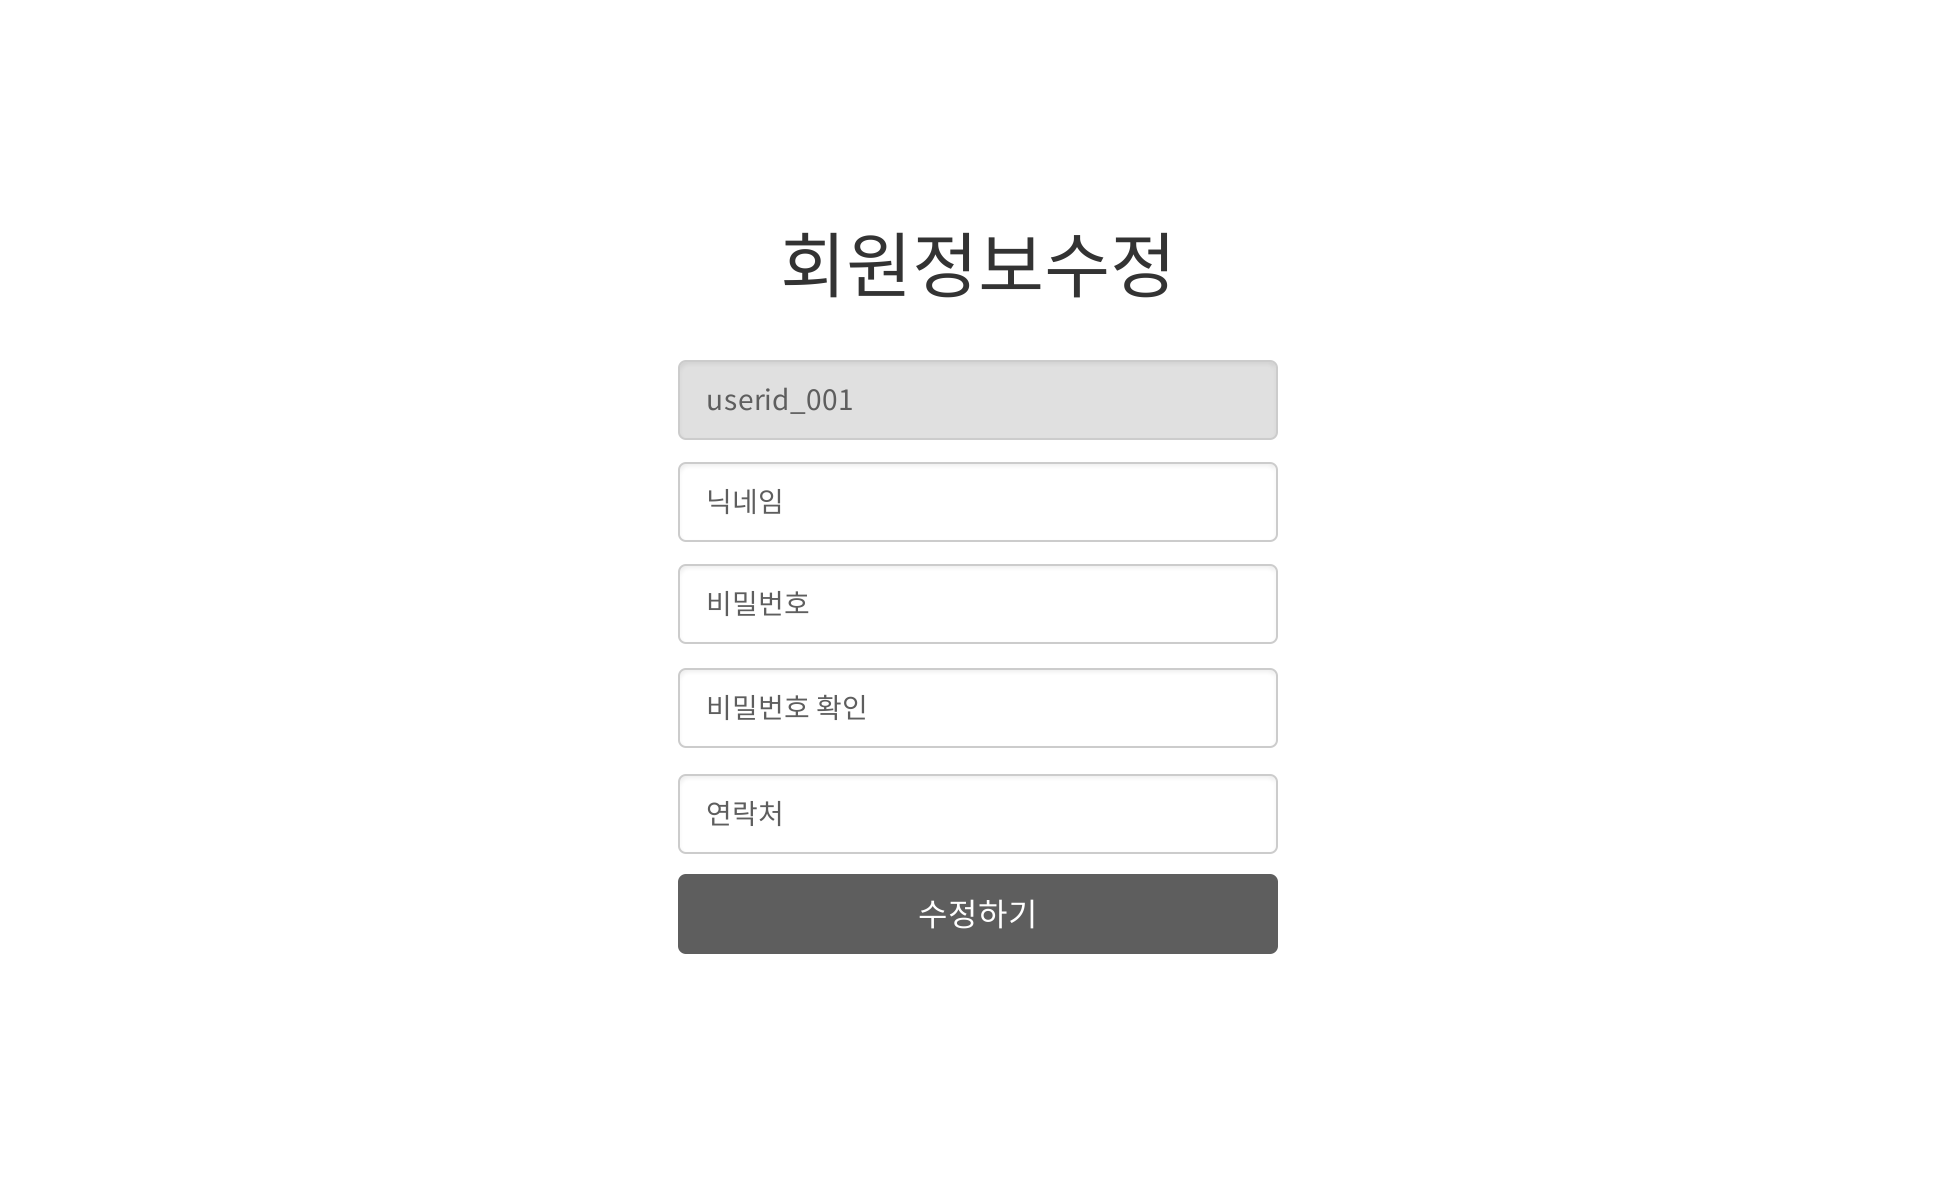 회원정보수정
userid_001
닉네임
비밀번호
비밀번호 확인
연락처
수정하기